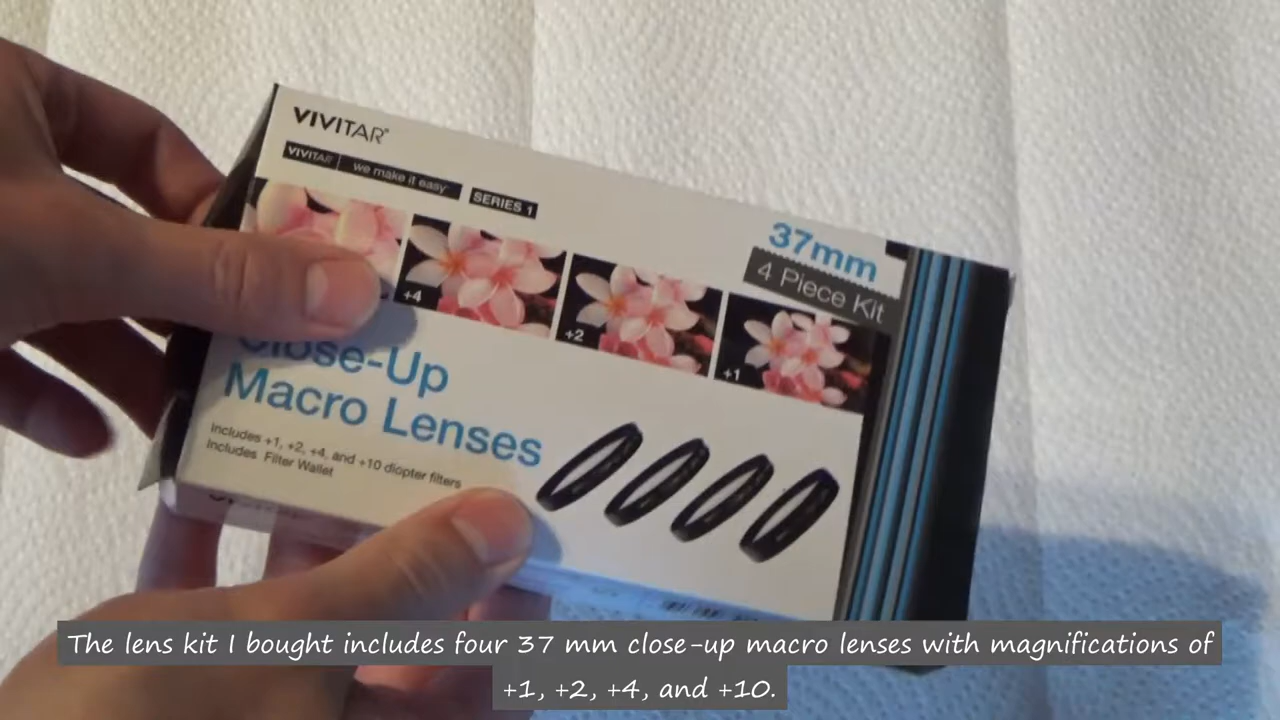 VIVITAR
VIVITAR we make it easy SERIES 1
37mm
4 Piece Kit
+4
+2
+1
Close-Up
Macro Lenses
Includes +1, +2, +4, and +10 diopter filters
Includes Filter Wallet
The lens kit I bought includes four 37 mm close-up macro lenses with magnifications of
+1, +2, +4, and +10.